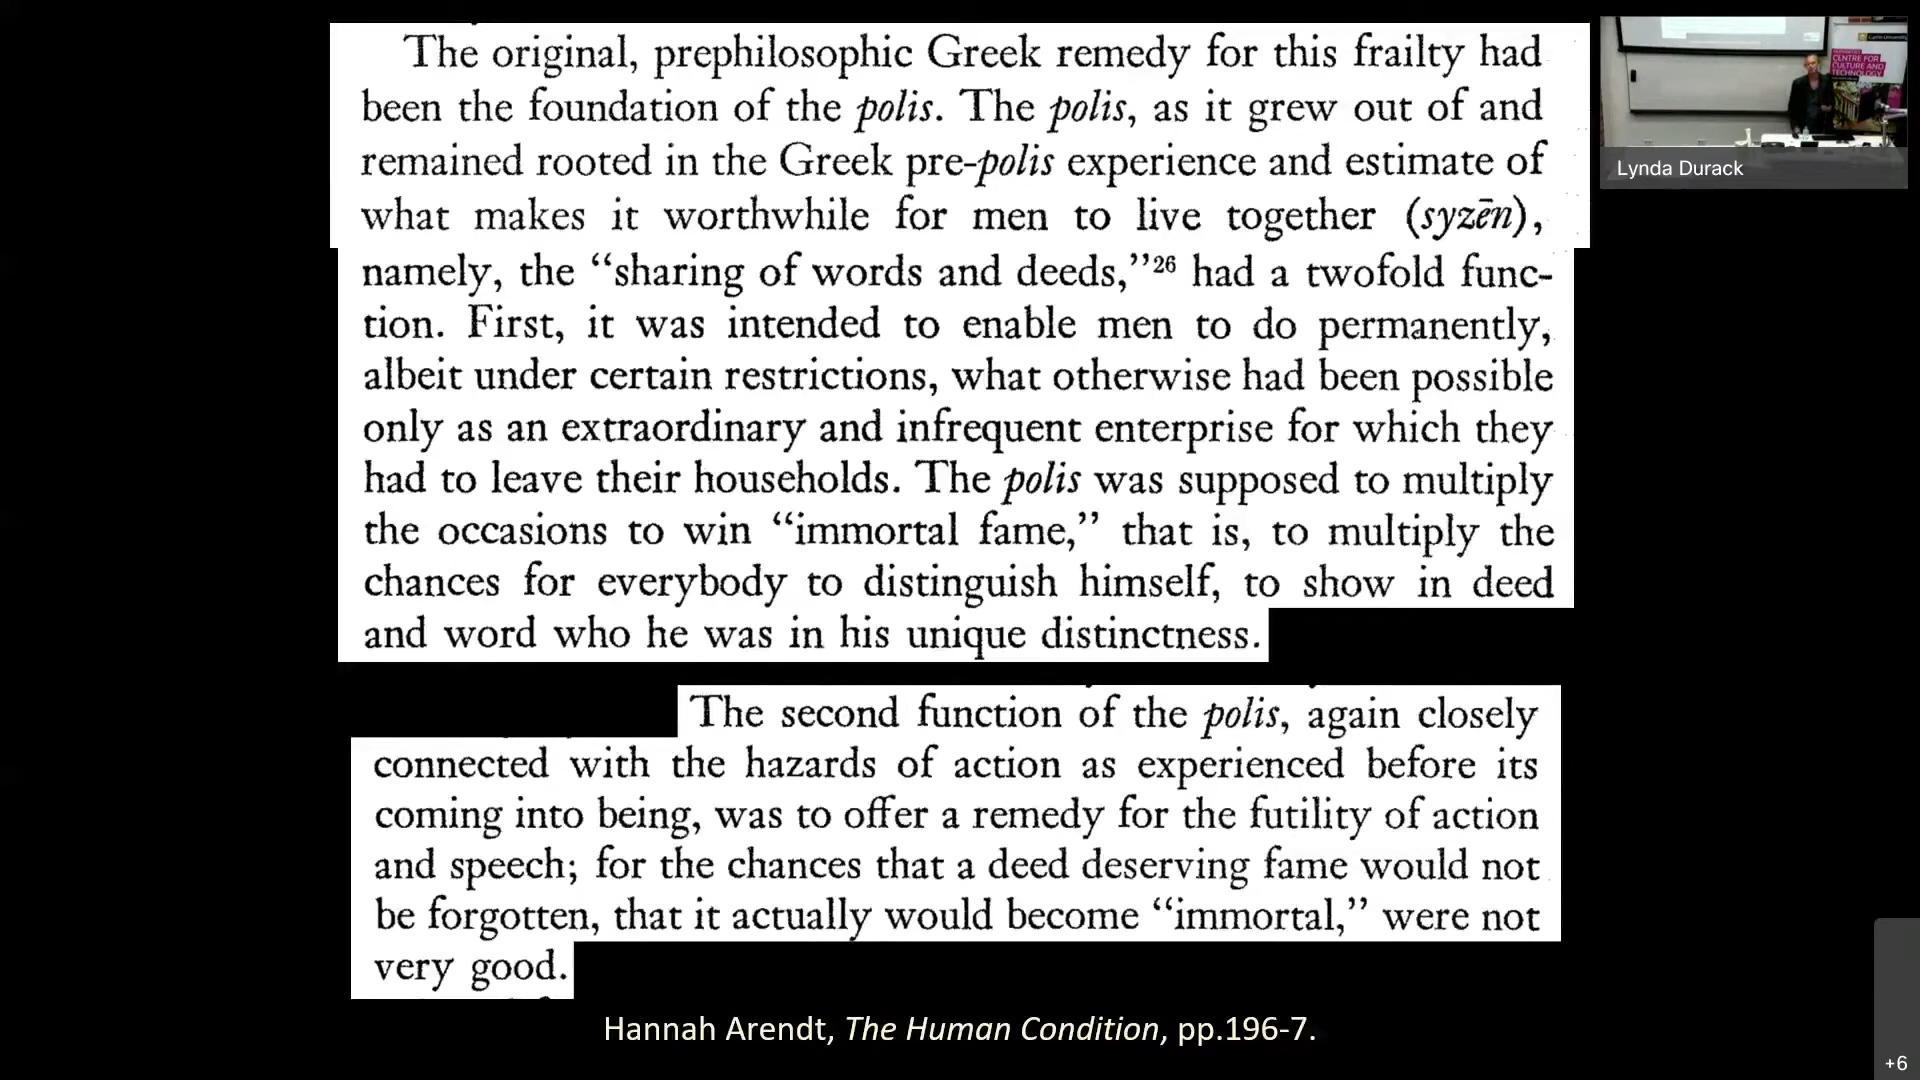 The original, prephilosophic Greek remedy for this frailty had
been the foundation of the polis. The polis, as it grew out of and
remained rooted in the Greek pre-polis experience and estimate of
what makes it worthwhile for men to live together (syzēn),
namely, the “sharing of words and deeds,”26 had a twofold func-
tion. First, it was intended to enable men to do permanently,
albeit under certain restrictions, what otherwise had been possible
only as an extraordinary and infrequent enterprise for which they
had to leave their households. The polis was supposed to multiply
the occasions to win “immortal fame,” that is, to multiply the
chances for everybody to distinguish himself, to show in deed
and word who he was in his unique distinctness.
The second function of the polis, again closely
connected with the hazards of action as experienced before its
coming into being, was to offer a remedy for the futility of action
and speech; for the chances that a deed deserving fame would not
be forgotten, that it actually would become “immortal,” were not
very good.
Hannah Arendt, The Human Condition, pp.196-7.
Curtin University
CENTRE FOR
CULTURE AND
TECHNOLOGY
Lynda Durack
+6